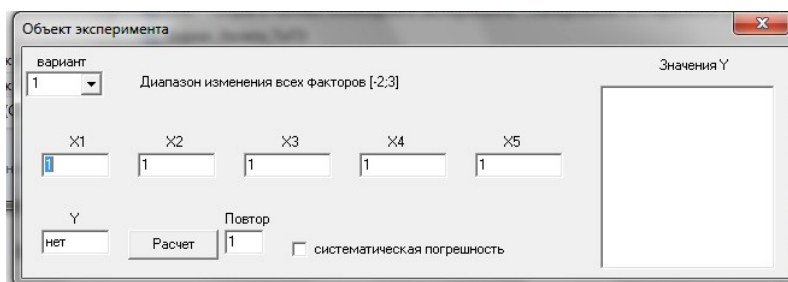 Объект эксперимента
вариант
Значения Y
1
Диапазон изменения всех факторов [-2;3]
X1 X2 X3 X4 X5
1 1 1 1 1
Y Повтор
нет Расчет 1 систематическая погрешность